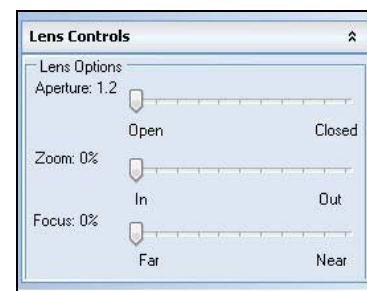 Lens Controls
Lens Options
Aperture: 1.2
Open Closed
Zoom: 0%
In Out
Focus: 0%
Far Near